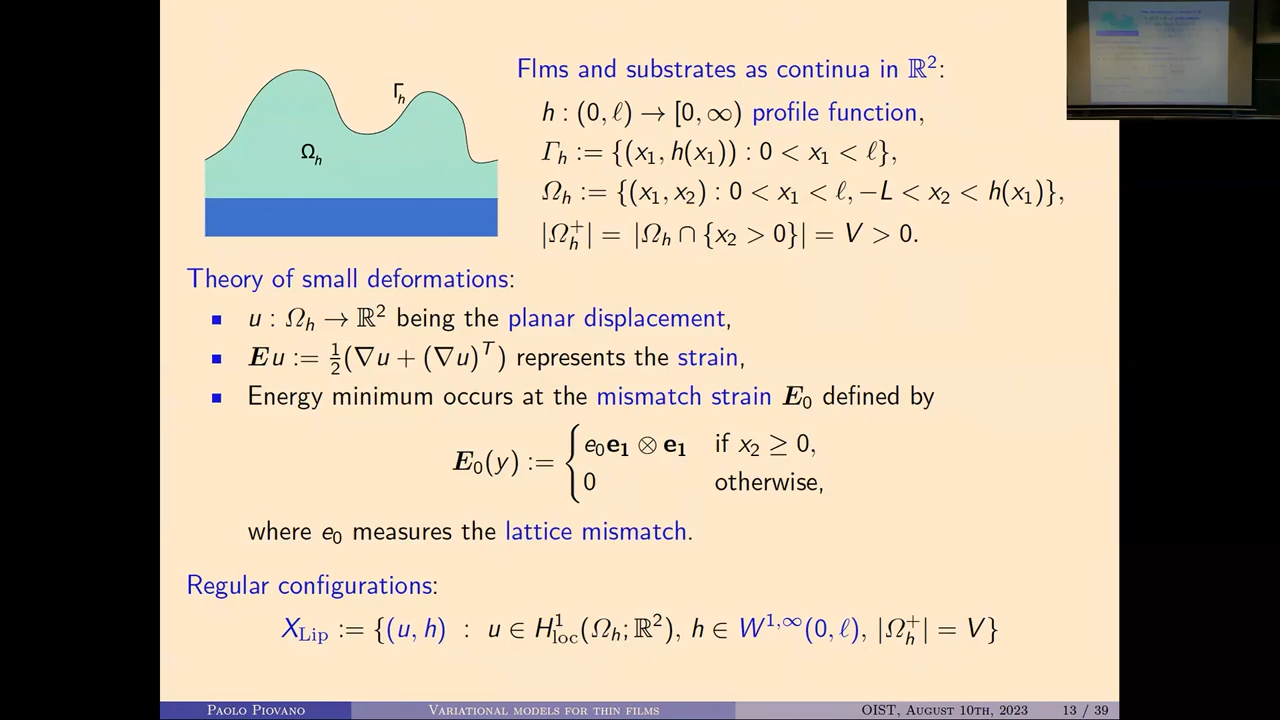 Γh
Ωh
FIms and substrates as continua in ℝ²:
h : (0, ℓ) → [0, ∞) profile function,
Γh := {(x₁, h(x₁)) : 0 < x₁ < ℓ},
Ωh := {(x₁, x₂) : 0 < x₁ < ℓ, −L < x₂ < h(x₁)},
|Ωh⁺| = |Ωh ∩ {x₂ > 0}| = V > 0.
Theory of small deformations:
▪ u : Ωh → ℝ² being the planar displacement,
▪ Eu := ½(∇u + (∇u)ᵀ) represents the strain,
▪ Energy minimum occurs at the mismatch strain E₀ defined by
E₀(y) := { e₀e₁ ⊗ e₁ if x₂ ≥ 0,
0 otherwise,
where e₀ measures the lattice mismatch.
Regular configurations:
X_Lip := {(u, h) : u ∈ H¹_loc(Ωh; ℝ²), h ∈ W^{1,∞}(0, ℓ), |Ωh⁺| = V}
Paolo Piovano Variational models for thin films OIST, August 10th, 2023 13 / 39